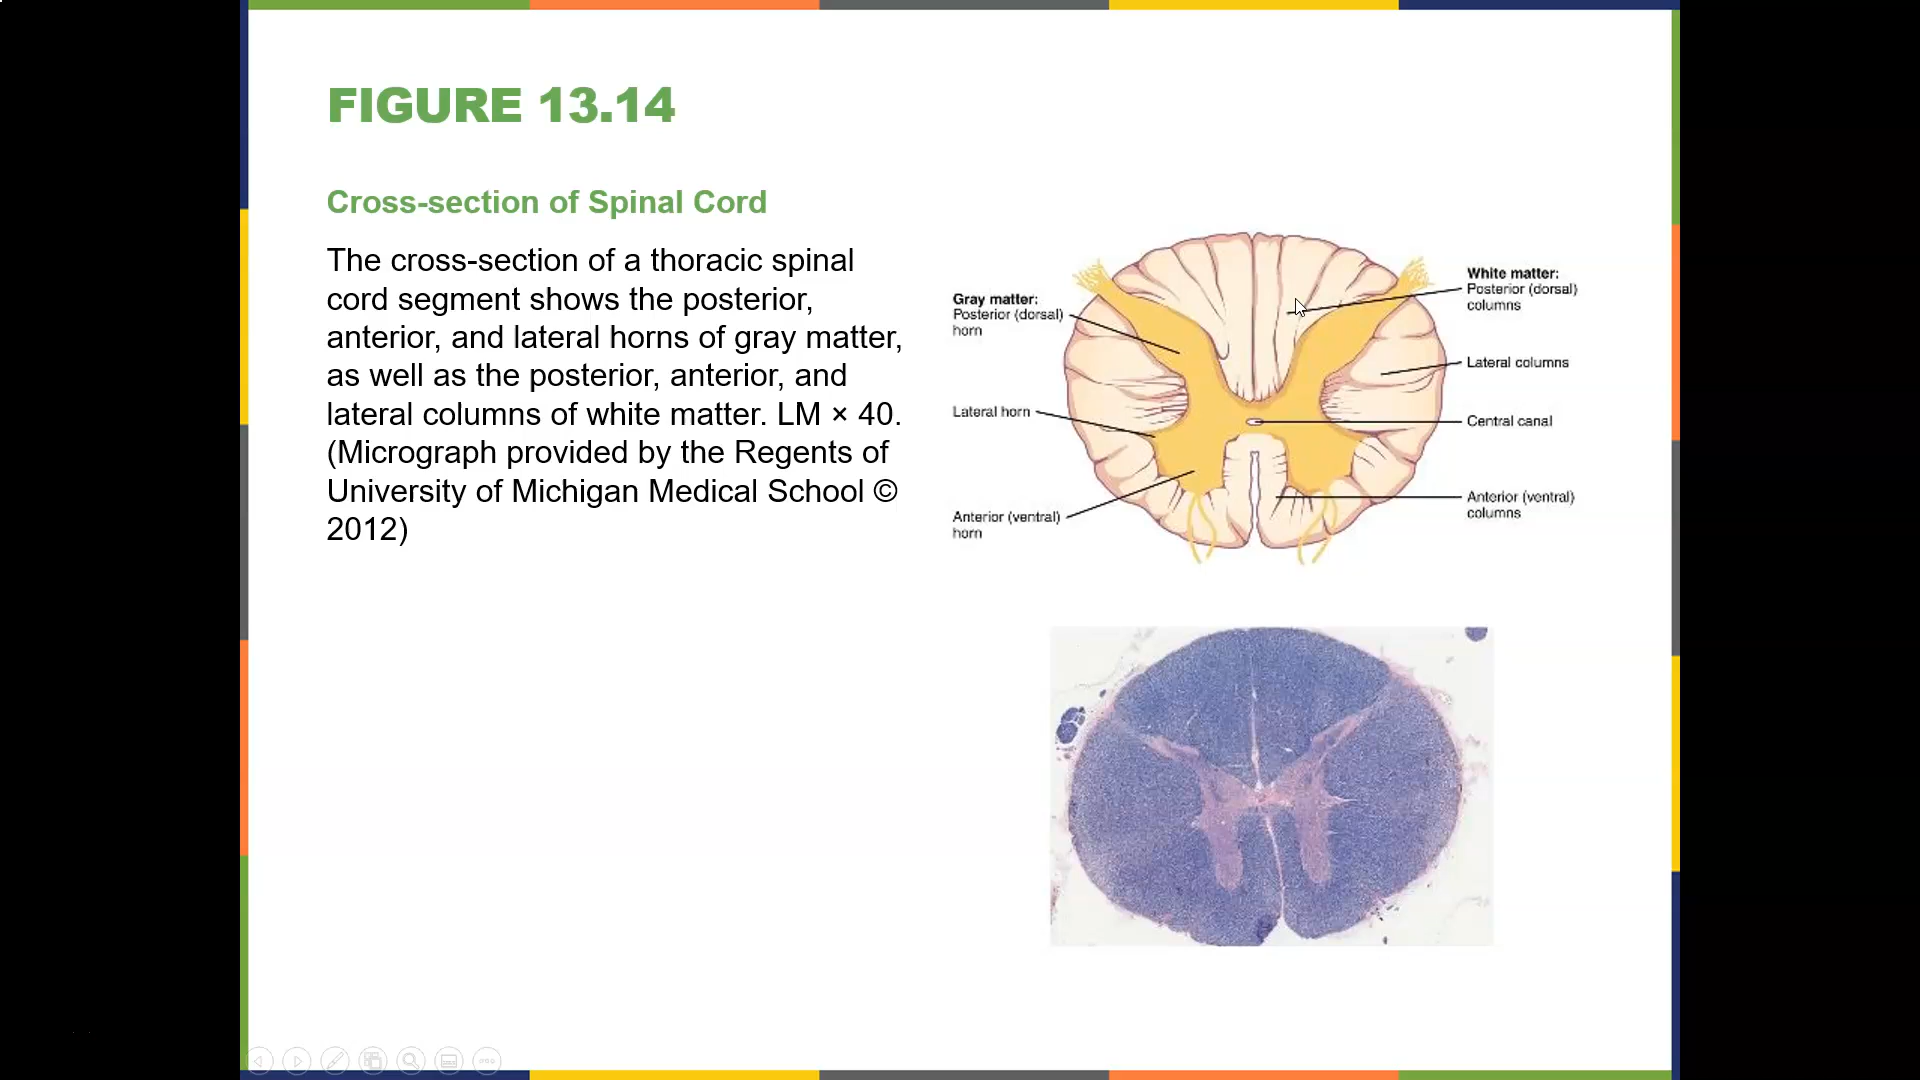 FIGURE 13.14
Cross-section of Spinal Cord
The cross-section of a thoracic spinal
cord segment shows the posterior,
anterior, and lateral horns of gray matter,
as well as the posterior, anterior, and
lateral columns of white matter. LM × 40.
(Micrograph provided by the Regents of
University of Michigan Medical School ©
2012)
Gray matter:
Posterior (dorsal)
horn
Lateral horn
Anterior (ventral)
horn
White matter:
Posterior (dorsal)
columns
Lateral columns
Central canal
Anterior (ventral)
columns